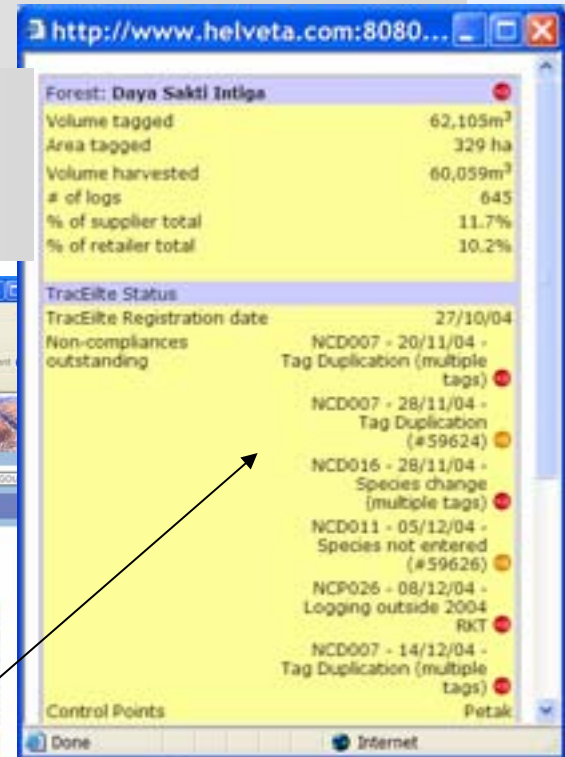 http://www.helveta.com:8080...
Forest: Daya Sakti Intiga
Volume tagged 62,105m³
Area tagged 329 ha
Volume harvested 60,059m³
# of logs 645
% of supplier total 11.7%
% of retailer total 10.2%
TracEilte Status
TracEilte Registration date 27/10/04
Non-compliances NCD007 - 20/11/04 -
outstanding Tag Duplication (multiple
tags)
NCD007 - 28/11/04 -
Tag Duplication
(#59624)
NCD016 - 28/11/04 -
Species change
(multiple tags)
NCD011 - 05/12/04 -
Species not entered
(#59626)
NCP026 - 08/12/04 -
Logging outside 2004
RKT
NCD007 - 14/12/04 -
Tag Duplication (multiple
tags)
Control Points Petak
Done Internet